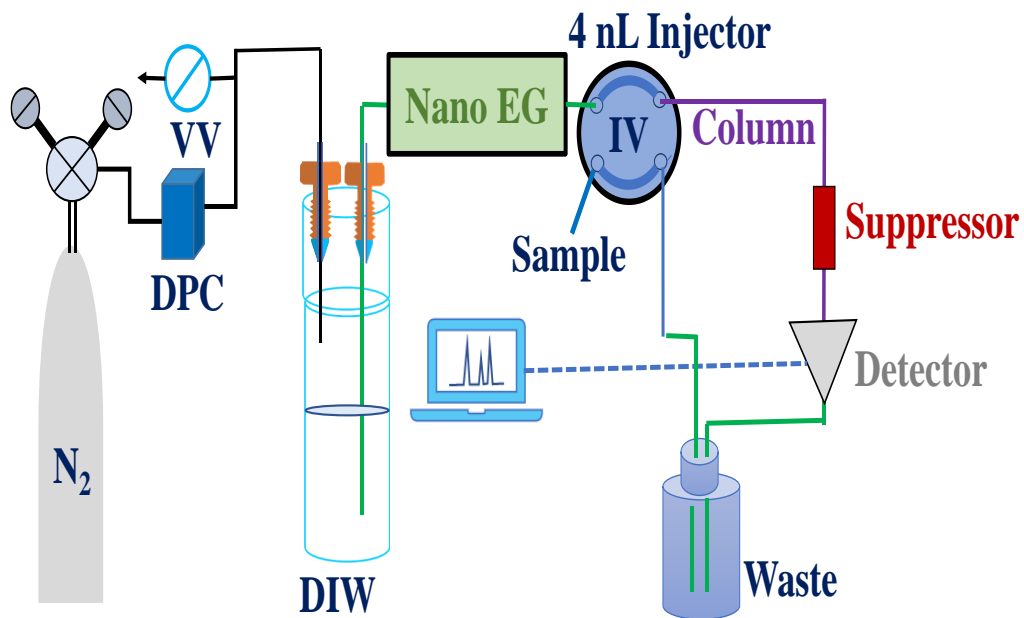 4 nL Injector
Nano EG
IV
Column
VV
Suppressor
Sample
DPC
Detector
N₂
DIW
Waste